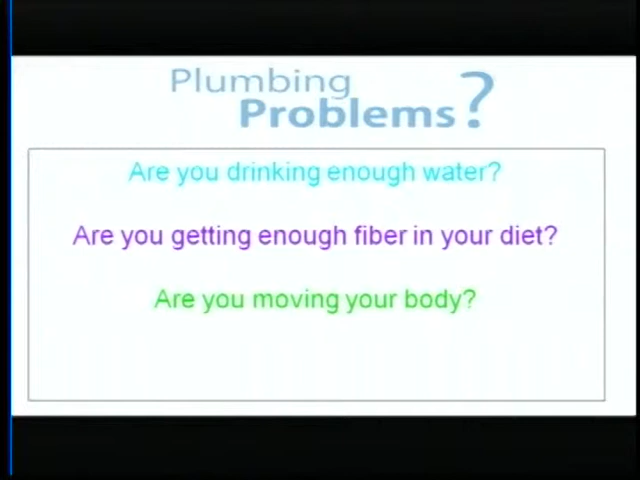 Plumbing
Problems?
Are you drinking enough water?
Are you getting enough fiber in your diet?
Are you moving your body?